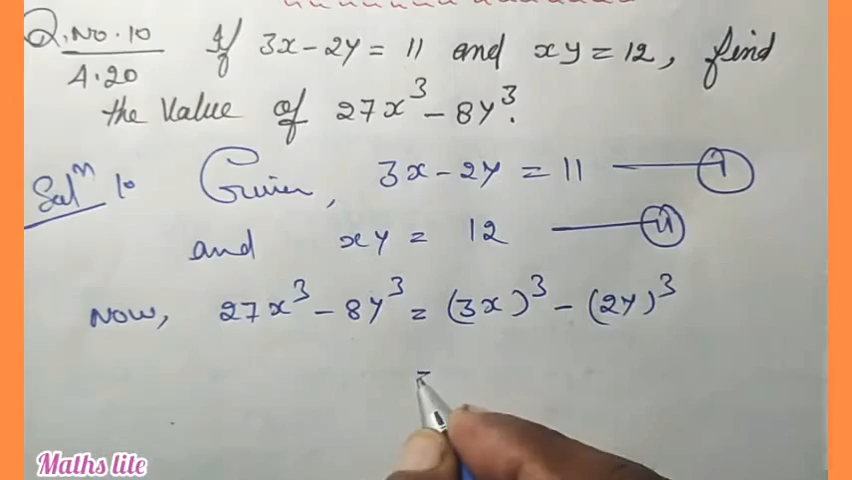 Q.No.10 If 3x - 2y = 11 and xy = 12, find
A.20
the Value of 27x³ - 8y³.
Solⁿ 10 Given, 3x - 2y = 11 — I
and xy = 12 — II
Now, 27x³ - 8y³ = (3x)³ - (2y)³
=
Maths lite